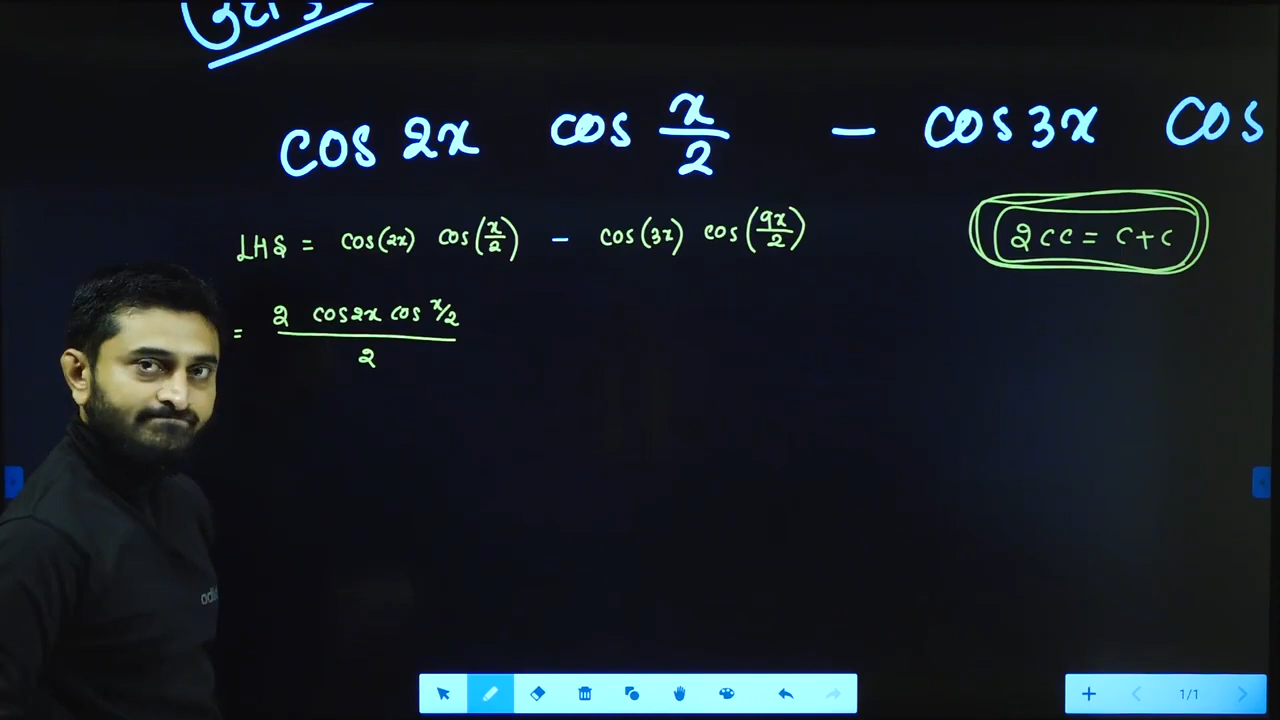 cos 2x cos x/2 - cos 3x cos
LHS = cos(2x) cos(x/2) - cos(3x) cos(9x/2)
2CC = C+C
= 2 cos2x cos x/2 / 2
1/1